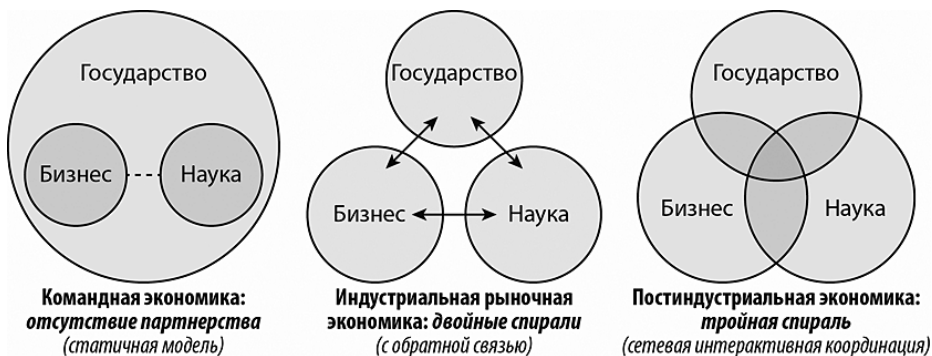 Государство
Бизнес
Наука
Командная экономика:
отсутствие партнерства
(статичная модель)
Государство
Бизнес
Наука
Индустриальная рыночная
экономика: двойные спирали
(с обратной связью)
Государство
Бизнес
Наука
Постиндустриальная экономика:
тройная спираль
(сетевая интерактивная координация)